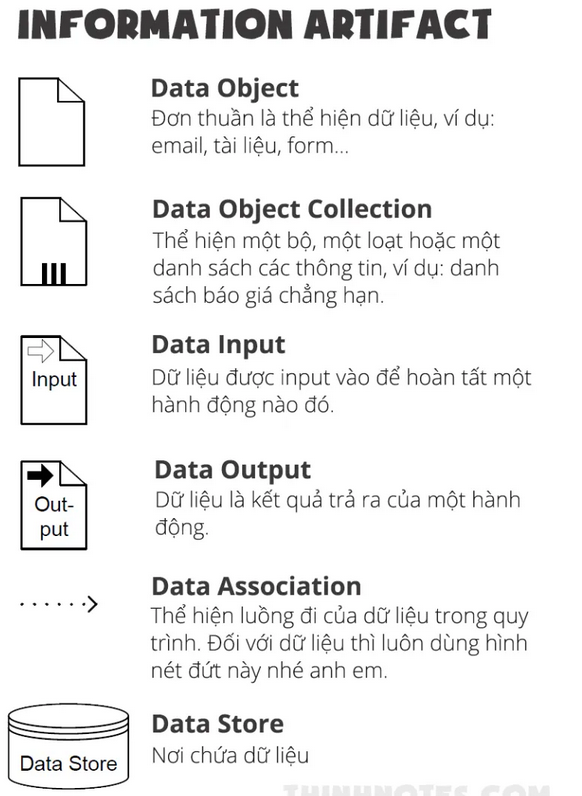 INFORMATION ARTIFACT
Data Object
Đơn thuần là thể hiện dữ liệu, ví dụ:
email, tài liệu, form...
Data Object Collection
Thể hiện một bộ, một loạt hoặc một
danh sách các thông tin, ví dụ: danh
sách báo giá chẳng hạn.
Input
Data Input
Dữ liệu được input vào để hoàn tất một
hành động nào đó.
Out-
put
Data Output
Dữ liệu là kết quả trả ra của một hành
động.
Data Association
Thể hiện luồng đi của dữ liệu trong quy
trình. Đối với dữ liệu thì luôn dùng hình
nét đứt này nhé anh em.
Data Store
Data Store
Nơi chứa dữ liệu
THINHNOTES.COM